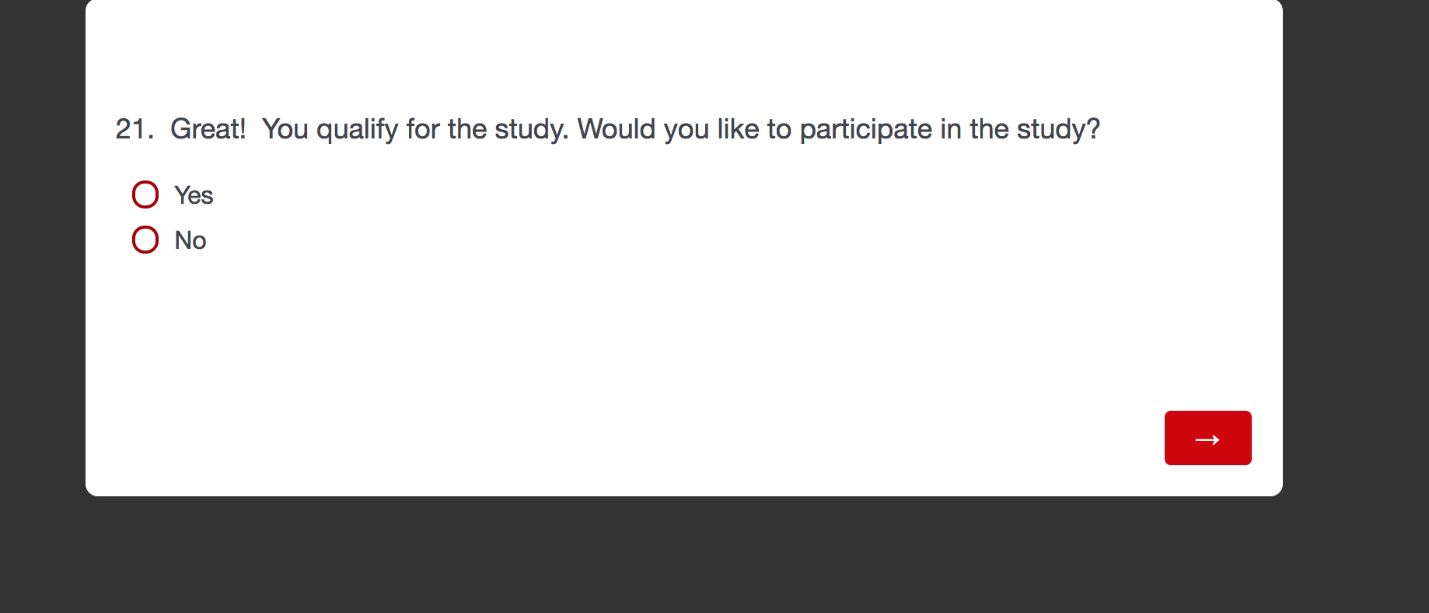 21. Great! You qualify for the study. Would you like to participate in the study?
Yes
No
→